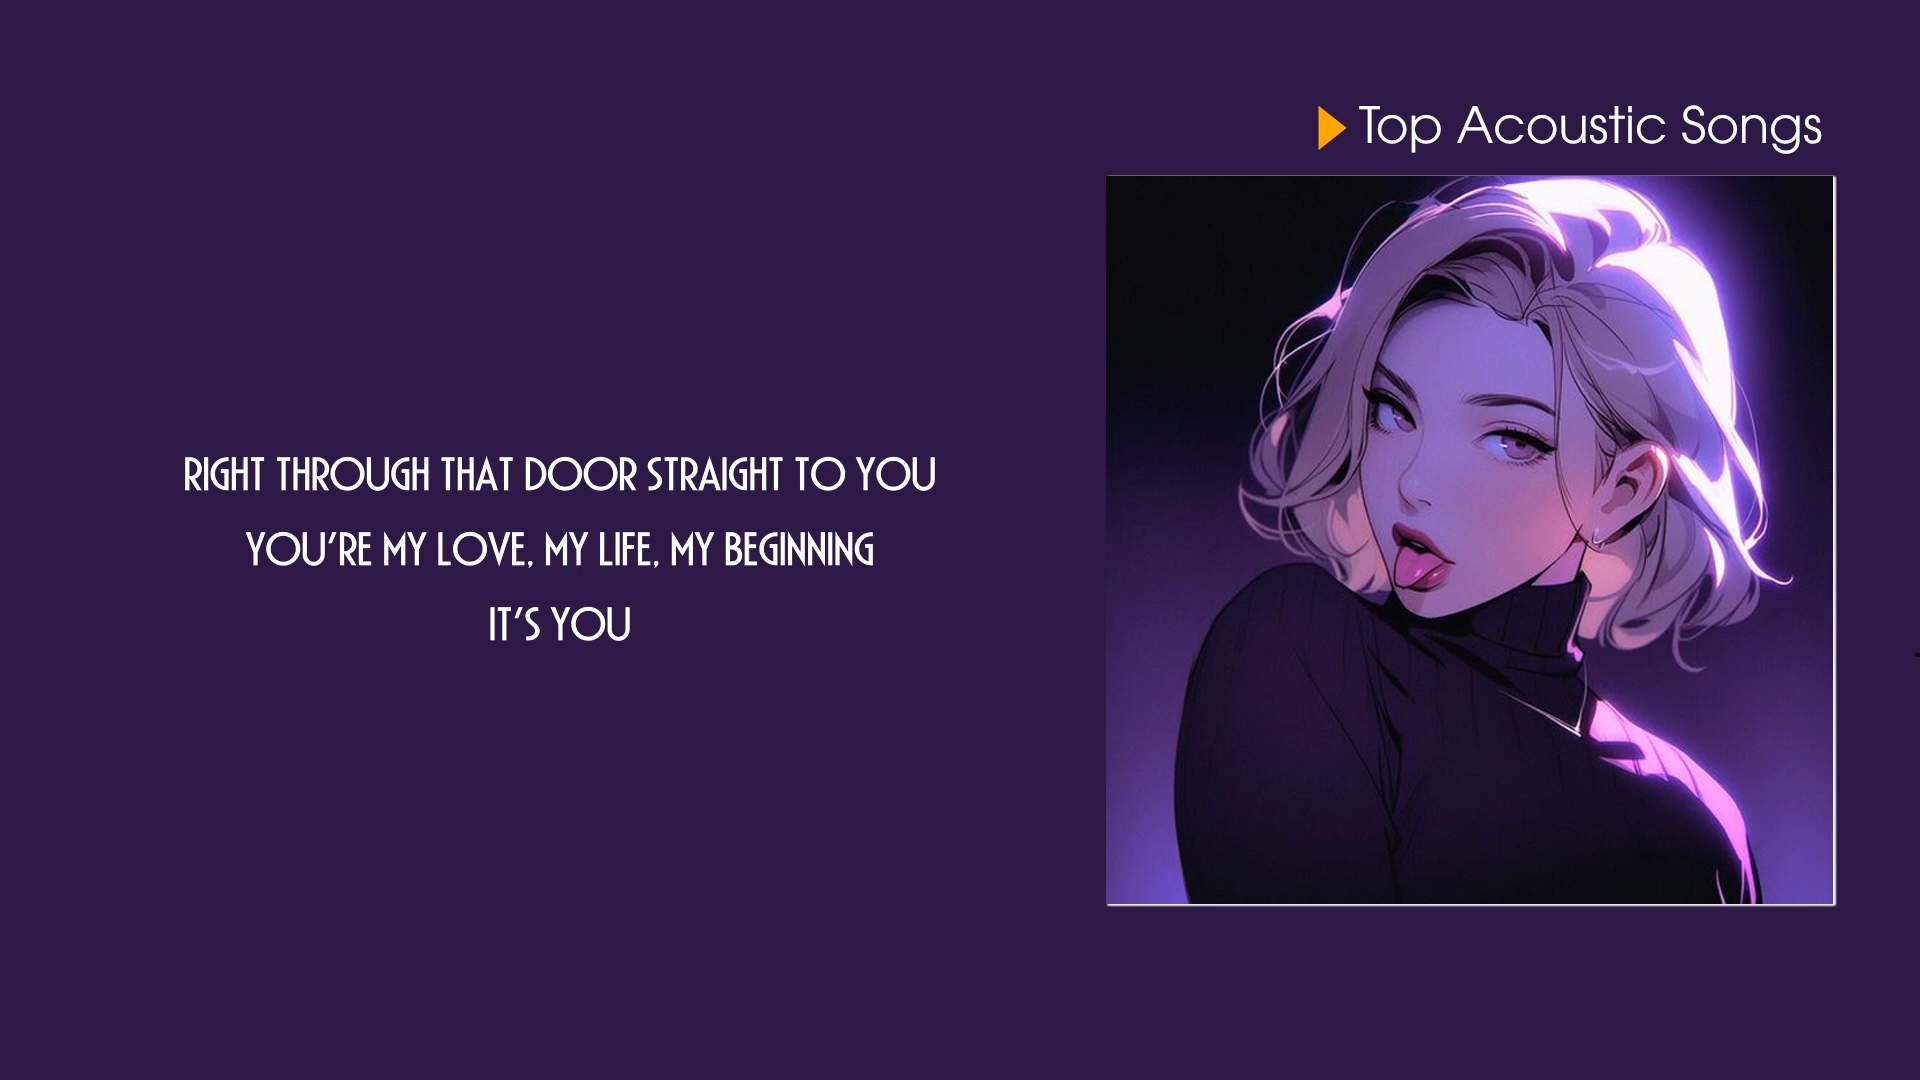 Top Acoustic Songs
RIGHT THROUGH THAT DOOR STRAIGHT TO YOU
YOU'RE MY LOVE, MY LIFE, MY BEGINNING
IT'S YOU